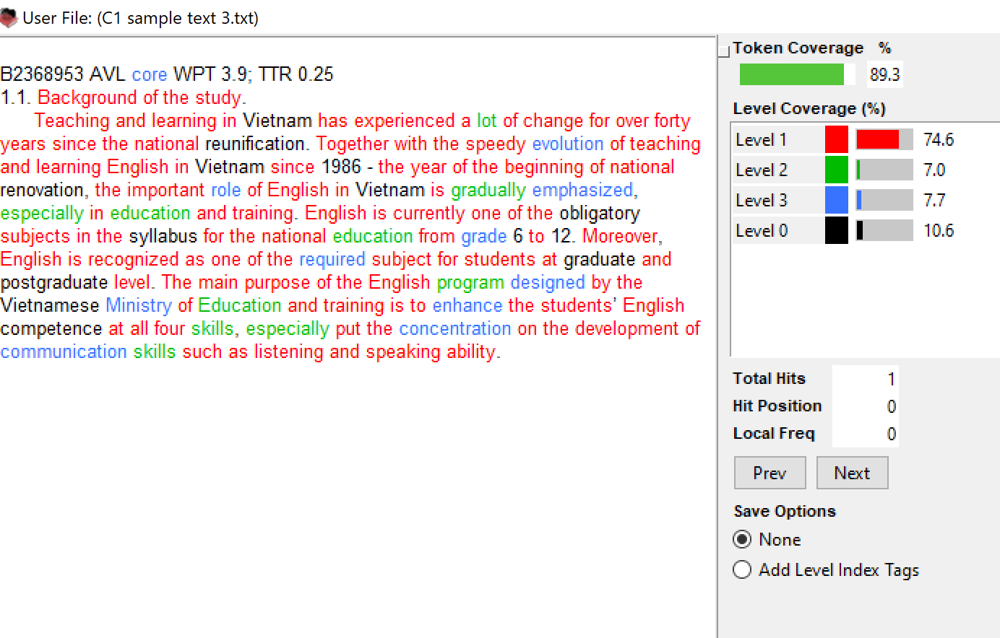 User File: (C1 sample text 3.txt)
B2368953 AVL core WPT 3.9; TTR 0.25
1.1. Background of the study.
Teaching and learning in Vietnam has experienced a lot of change for over forty
years since the national reunification. Together with the speedy evolution of teaching
and learning English in Vietnam since 1986 - the year of the beginning of national
renovation, the important role of English in Vietnam is gradually emphasized,
especially in education and training. English is currently one of the obligatory
subjects in the syllabus for the national education from grade 6 to 12. Moreover,
English is recognized as one of the required subject for students at graduate and
postgraduate level. The main purpose of the English program designed by the
Vietnamese Ministry of Education and training is to enhance the students' English
competence at all four skills, especially put the concentration on the development of
communication skills such as listening and speaking ability.
Token Coverage %
89.3
Level Coverage (%)
Level 1 74.6
Level 2 7.0
Level 3 7.7
Level 0 10.6
Total Hits 1
Hit Position 0
Local Freq 0
Prev Next
Save Options
None
Add Level Index Tags